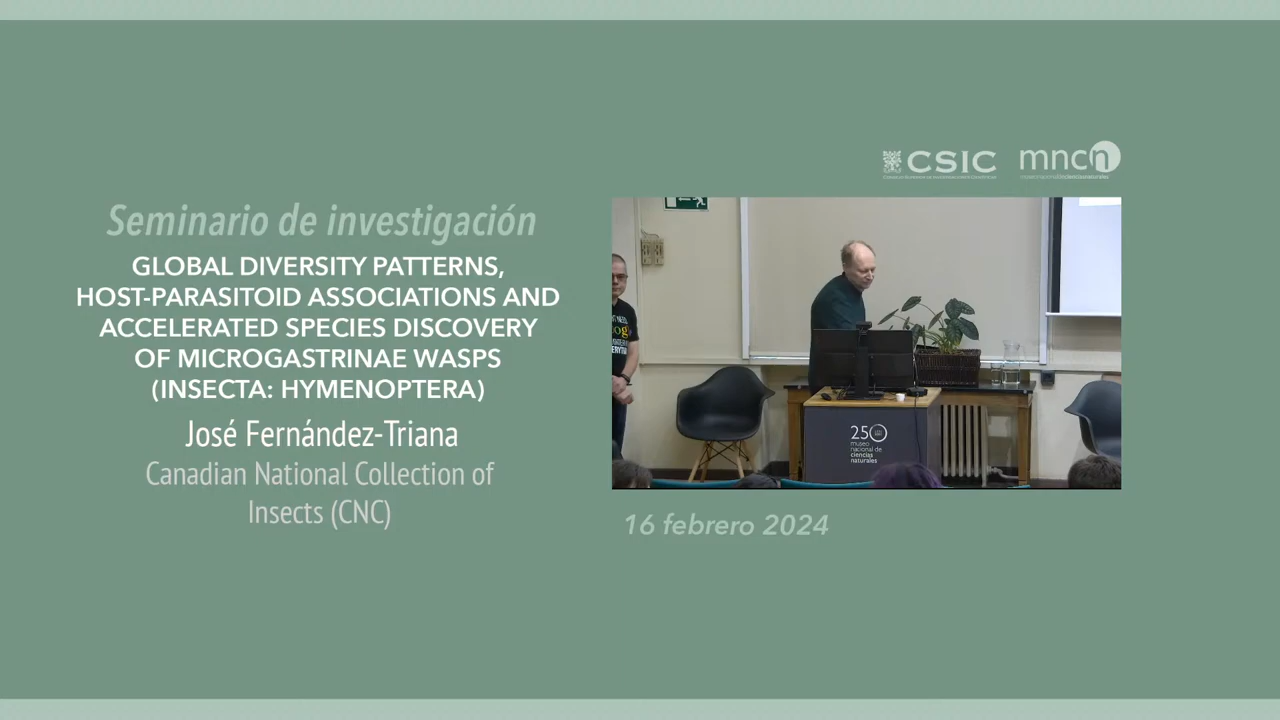 Seminario de investigación
GLOBAL DIVERSITY PATTERNS,
HOST-PARASITOID ASSOCIATIONS AND
ACCELERATED SPECIES DISCOVERY
OF MICROGASTRINAE WASPS
(INSECTA: HYMENOPTERA)
José Fernández-Triana
Canadian National Collection of
Insects (CNC)
CSIC
mncn
250
museo
nacional de
ciencias
naturales
16 febrero 2024